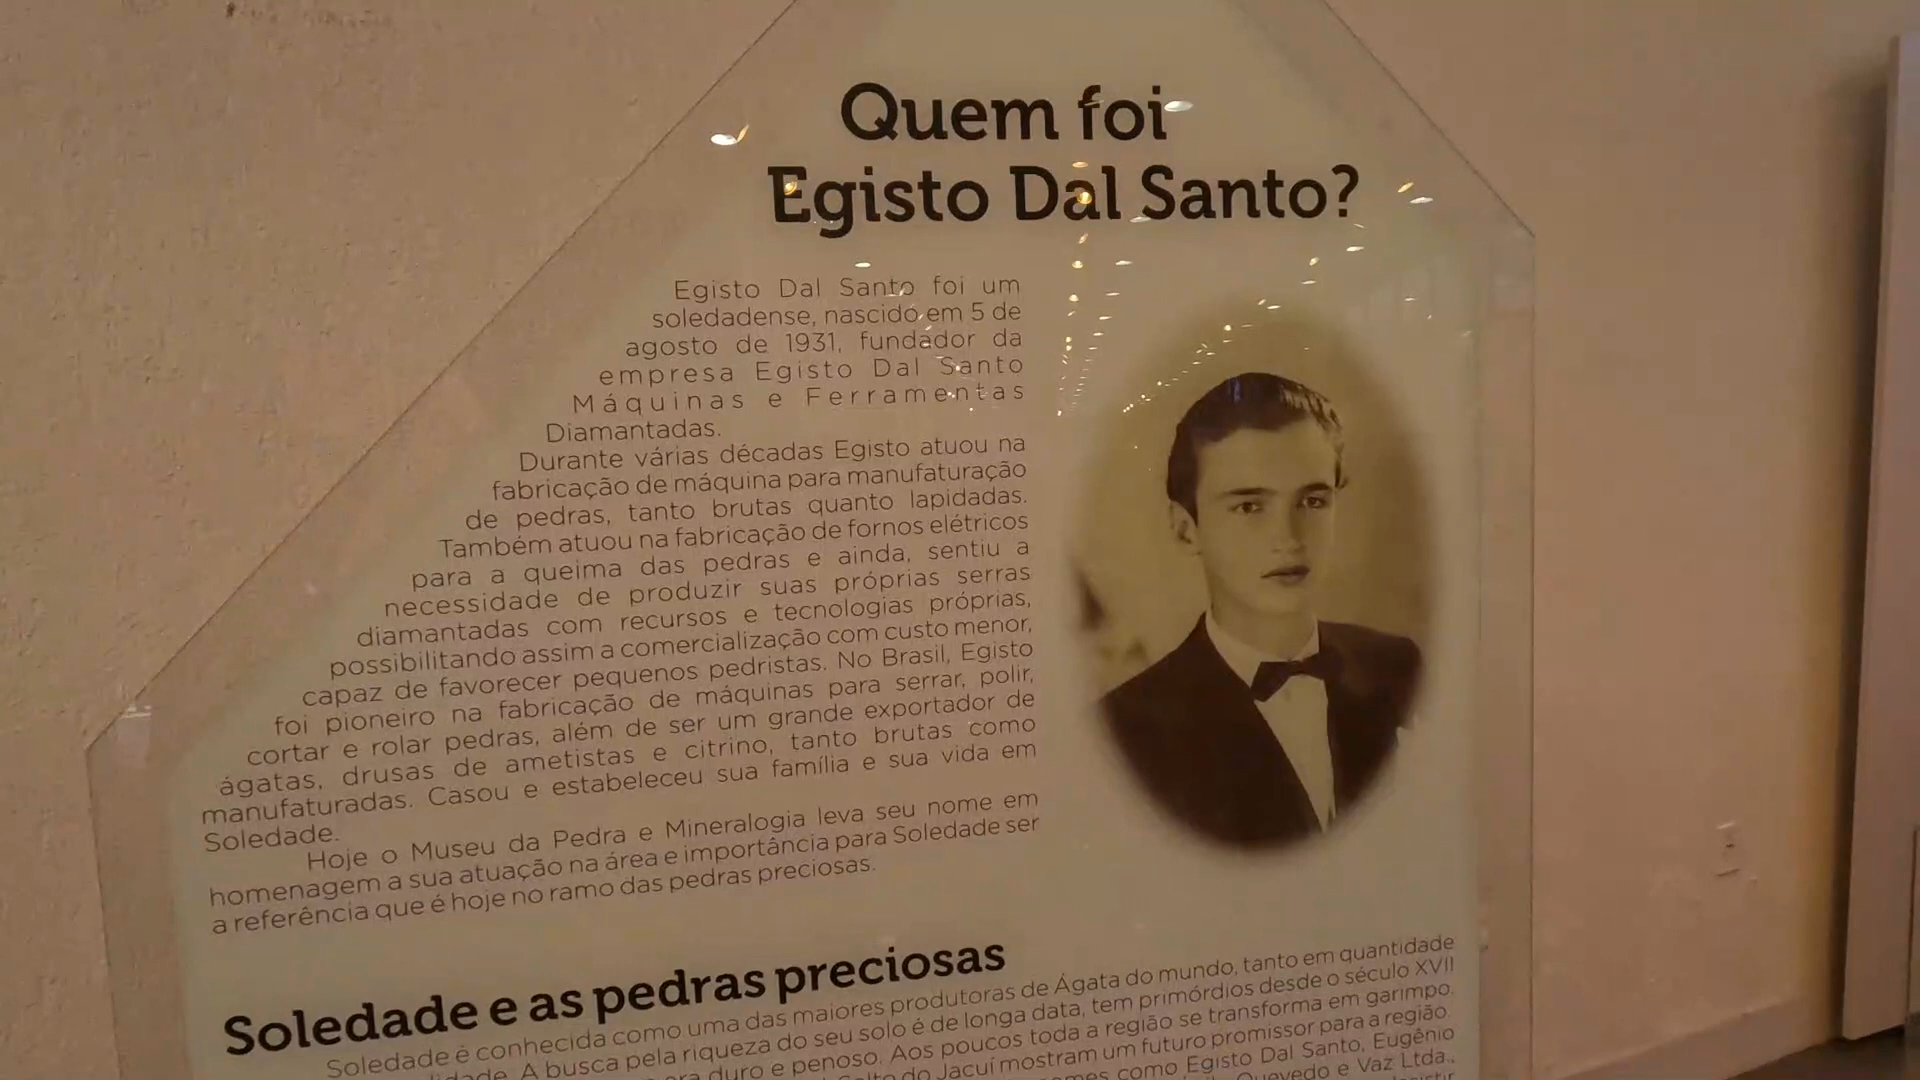 Quem foi
Egisto Dal Santo?
Egisto Dal Santo foi um
soledadense, nascido em 5 de
agosto de 1931, fundador da
empresa Egisto Dal Santo
Máquinas e Ferramentas
Diamantadas.
Durante várias décadas Egisto atuou na
fabricação de máquina para manufaturação
de pedras, tanto brutas quanto lapidadas.
Também atuou na fabricação de fornos elétricos
para a queima das pedras e ainda, sentiu a
necessidade de produzir suas próprias serras
diamantadas com recursos e tecnologias próprias,
possibilitando assim a comercialização com custo menor,
capaz de favorecer pequenos pedristas. No Brasil, Egisto
foi pioneiro na fabricação de máquinas para serrar, polir,
cortar e rolar pedras, além de ser um grande exportador de
ágatas, drusas de ametistas e citrino, tanto brutas como
manufaturadas. Casou e estabeleceu sua família e sua vida em
Soledade.
Hoje o Museu da Pedra e Mineralogia leva seu nome em
homenagem a sua atuação na área e importância para Soledade ser
a referência que é hoje no ramo das pedras preciosas.
Soledade e as pedras preciosas
Soledade é conhecida como uma das maiores produtoras de Ágata do mundo, tanto em quantidade
A busca pela riqueza do seu solo é de longa data, tem primórdios desde o século XVII
duro e penoso. Aos poucos toda a região se transforma em garimpo.
do Jacuí mostram um futuro promissor para a região.
como Egisto Dal Santo, Eugênio
Quevedo e Vaz Ltda.,